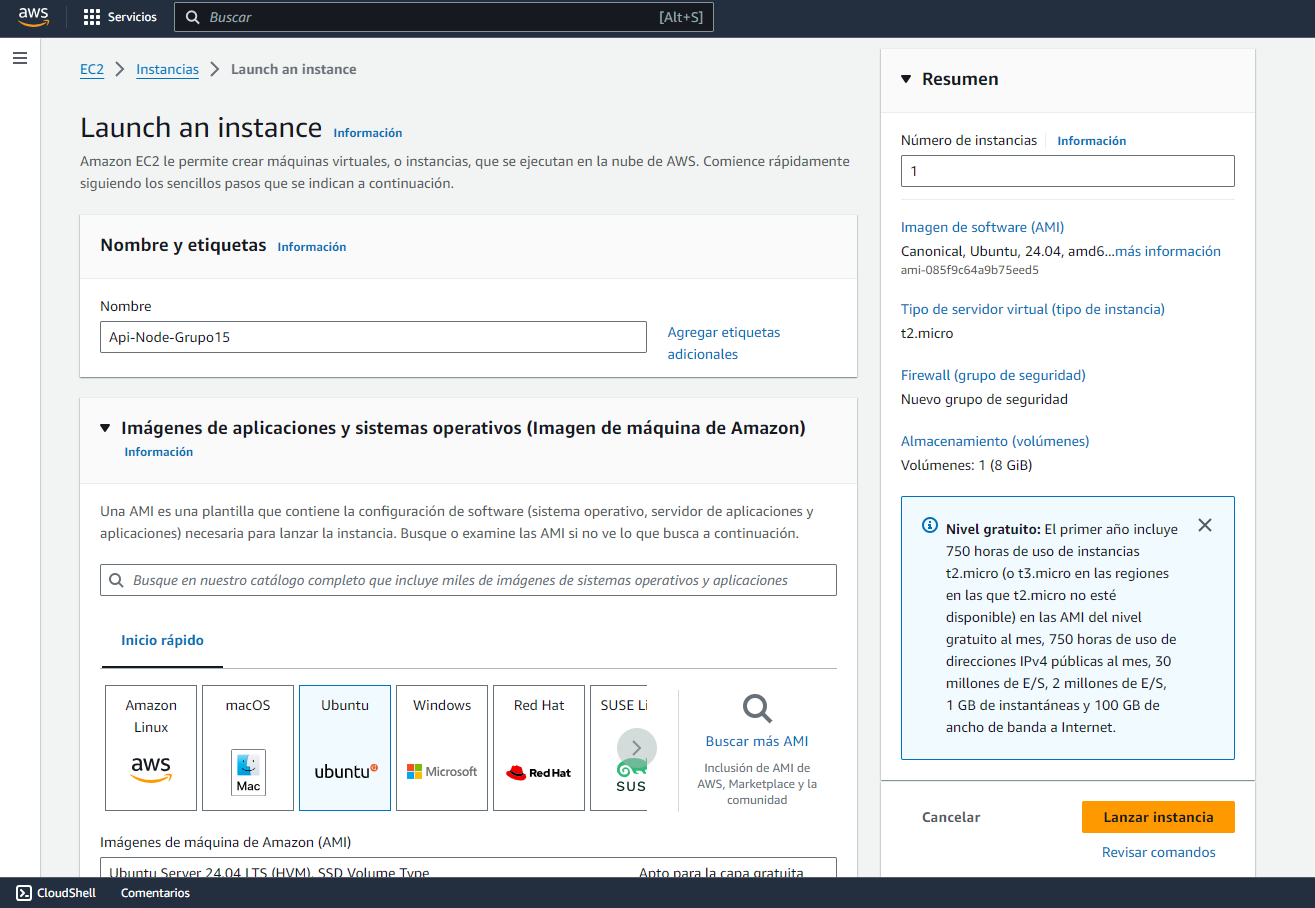 aws
Servicios
Buscar
[Alt+S]
EC2
Instancias
Launch an instance
Launch an instance
Información
Amazon EC2 le permite crear máquinas virtuales, o instancias, que se ejecutan en la nube de AWS. Comience rápidamente
siguiendo los sencillos pasos que se indican a continuación.
Nombre y etiquetas
Información
Nombre
Api-Node-Grupo15
Agregar etiquetas
adicionales
Imágenes de aplicaciones y sistemas operativos (Imagen de máquina de Amazon)
Información
Una AMI es una plantilla que contiene la configuración de software (sistema operativo, servidor de aplicaciones y
aplicaciones) necesaria para lanzar la instancia. Busque o examine las AMI si no ve lo que busca a continuación.
Busque en nuestro catálogo completo que incluye miles de imágenes de sistemas operativos y aplicaciones
Inicio rápido
Amazon
Linux
aws
macOS
Mac
Ubuntu
ubuntu
Windows
Microsoft
Red Hat
Red Hat
SUSE Li
SUS
Buscar más AMI
Inclusión de AMI de
AWS, Marketplace y la
comunidad
Imágenes de máquina de Amazon (AMI)
Ubuntu Server 24.04 LTS (HVM), SSD Volume Type
Apto para la capa gratuita
Resumen
Número de instancias
Información
1
Imagen de software (AMI)
Canonical, Ubuntu, 24.04, amd6...más información
ami-085f9c64a9b75eed5
Tipo de servidor virtual (tipo de instancia)
t2.micro
Firewall (grupo de seguridad)
Nuevo grupo de seguridad
Almacenamiento (volúmenes)
Volúmenes: 1 (8 GiB)
Nivel gratuito: El primer año incluye
750 horas de uso de instancias
t2.micro (o t3.micro en las regiones
en las que t2.micro no esté
disponible) en las AMI del nivel
gratuito al mes, 750 horas de uso de
direcciones IPv4 públicas al mes, 30
millones de E/S, 2 millones de E/S,
1 GB de instantáneas y 100 GB de
ancho de banda a Internet.
Cancelar
Lanzar instancia
Revisar comandos
CloudShell
Comentarios